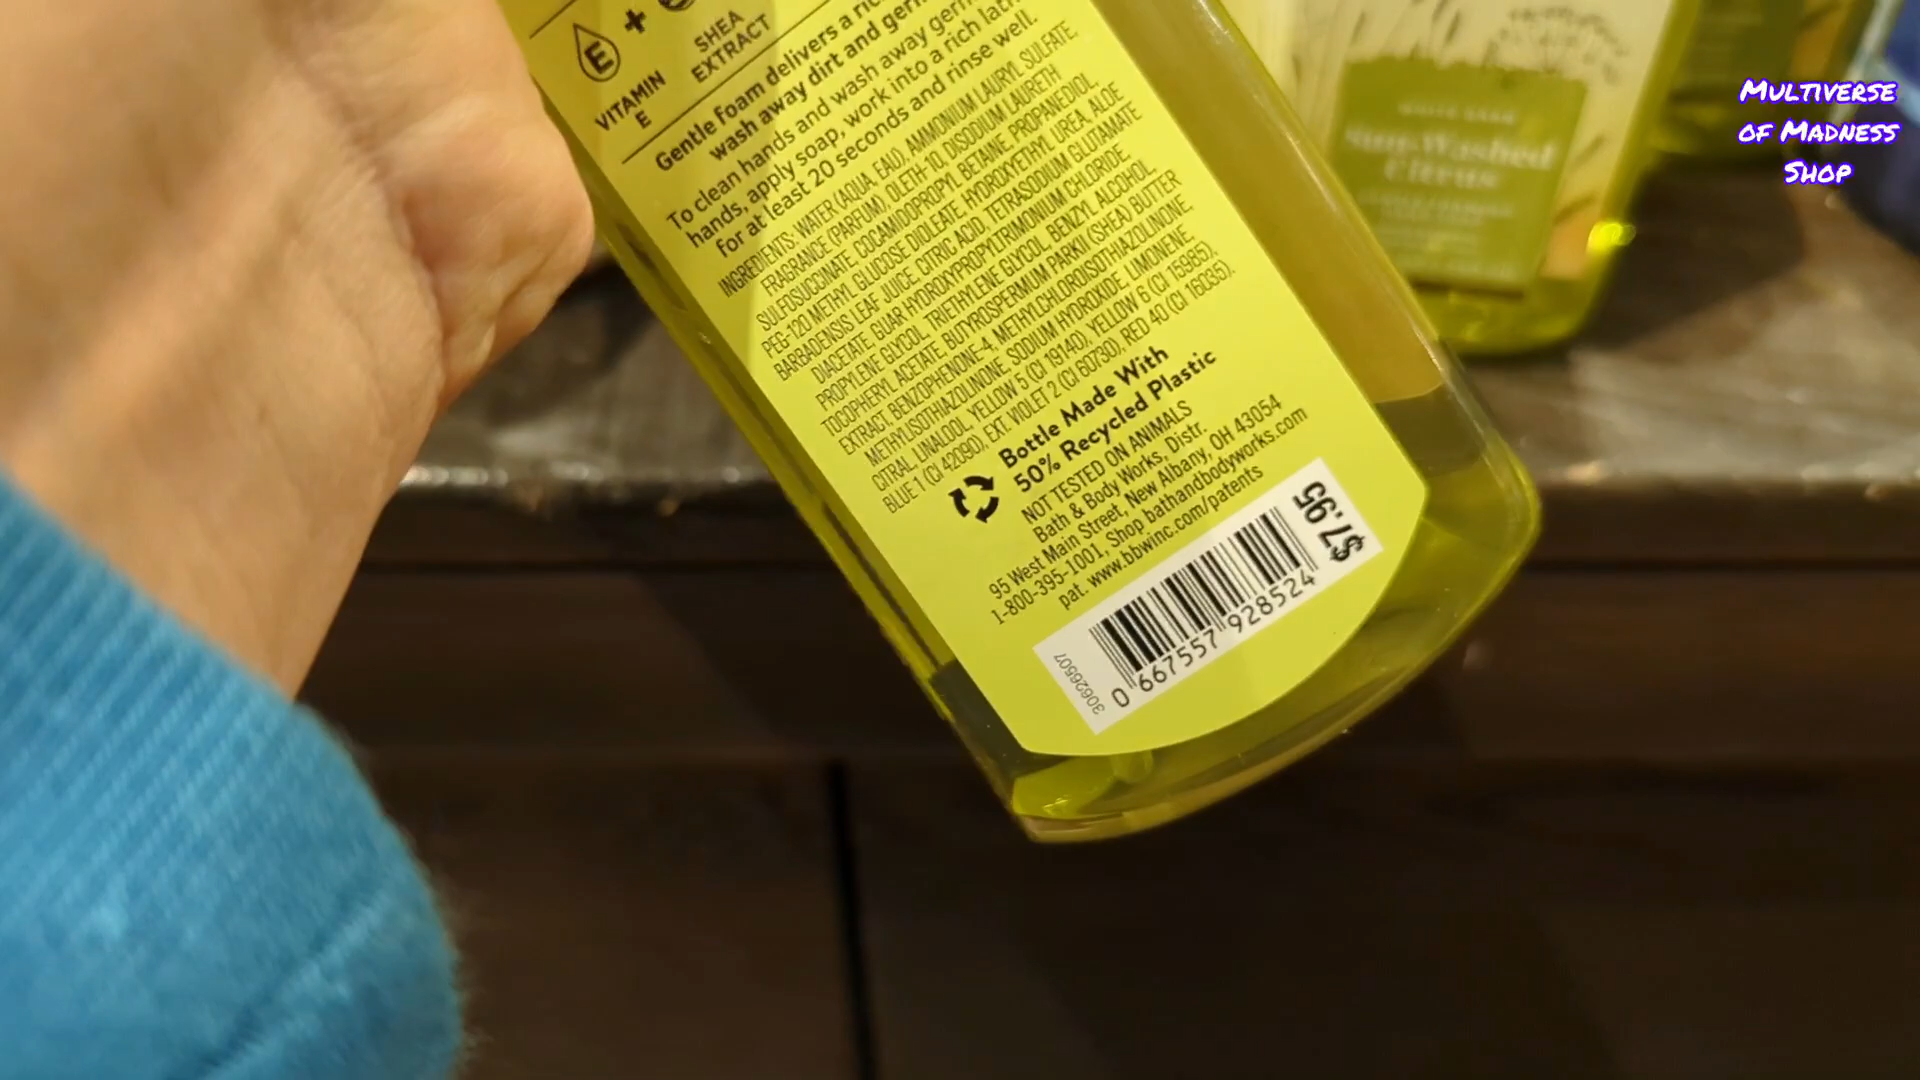 E +
VITAMIN
E
SHEA
EXTRACT
Gentle foam delivers a
wash away dirt and
To clean hands and wash away
hands, apply soap, work into a rich
for at least 20 seconds and rinse well.
INGREDIENTS: WATER (AQUA, EAU), AMMONIUM LAURYL SULFATE,
FRAGRANCE (PARFUM), OLETH-10, DISODIUM LAURETH
SULFOSUCCINATE, COCAMIDOPROPYL BETAINE, PROPANEDIOL,
PEG-120 METHYL GLUCOSE DIOLEATE, HYDROXYETHYL UREA, ALOE
BARBADENSIS LEAF JUICE, CITRIC ACID, TETRASODIUM GLUTAMATE
DIACETATE, GUAR HYDROXYPROPYLTRIMONIUM CHLORIDE,
PROPYLENE GLYCOL, TRIETHYLENE GLYCOL, BENZYL ALCOHOL,
TOCOPHERYL ACETATE, BUTYROSPERMUM PARKII (SHEA) BUTTER
EXTRACT, BENZOPHENONE-4, METHYLCHLOROISOTHIAZOLINONE,
METHYLISOTHIAZOLINONE, SODIUM HYDROXIDE, LIMONENE,
CITRAL, LINALOOL, YELLOW 5 (CI 19140), YELLOW 6 (CI 15985),
BLUE 1 (CI 42090), EXT. VIOLET 2 (CI 60730), RED 40 (CI 16035).
Bottle Made With
50% Recycled Plastic
NOT TESTED ON ANIMALS
Bath & Body Works, Distr.
95 West Main Street, New Albany, OH 43054
1-800-395-1001, Shop bathandbodyworks.com
pat. www.bbwinc.com/patents
$7.95
30626507
0 667557 928524
Sun-Washed
Citrus
MULTIVERSE
OF MADNESS
SHOP